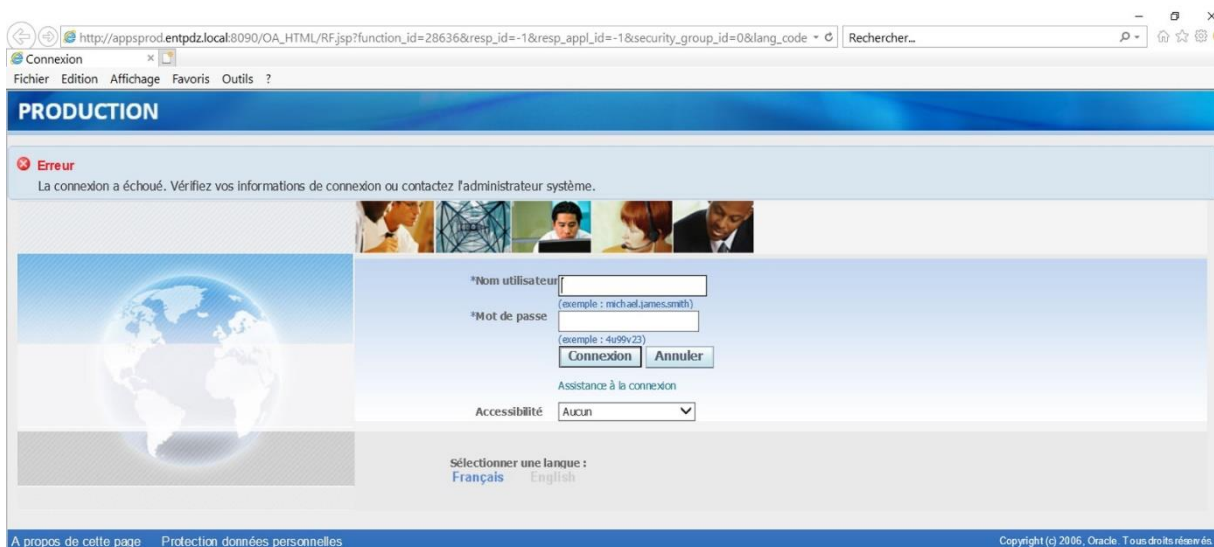 http://appsprod.entpdz.local:8090/OA_HTML/RF.jsp?function_id=28636&resp_id=-1&resp_appl_id=-1&security_group_id=0&lang_code
Rechercher...
Connexion
Fichier Edition Affichage Favoris Outils ?
PRODUCTION
Erreur
La connexion a échoué. Vérifiez vos informations de connexion ou contactez l'administrateur système.
*Nom utilisateur
(exemple : michael.james.smith)
*Mot de passe
(exemple : 4u99v23)
Connexion Annuler
Assistance à la connexion
Accessibilité Aucun
Sélectionner une langue :
Français English
A propos de cette page Protection données personnelles Copyright (c) 2006, Oracle. Tous droits réservés.